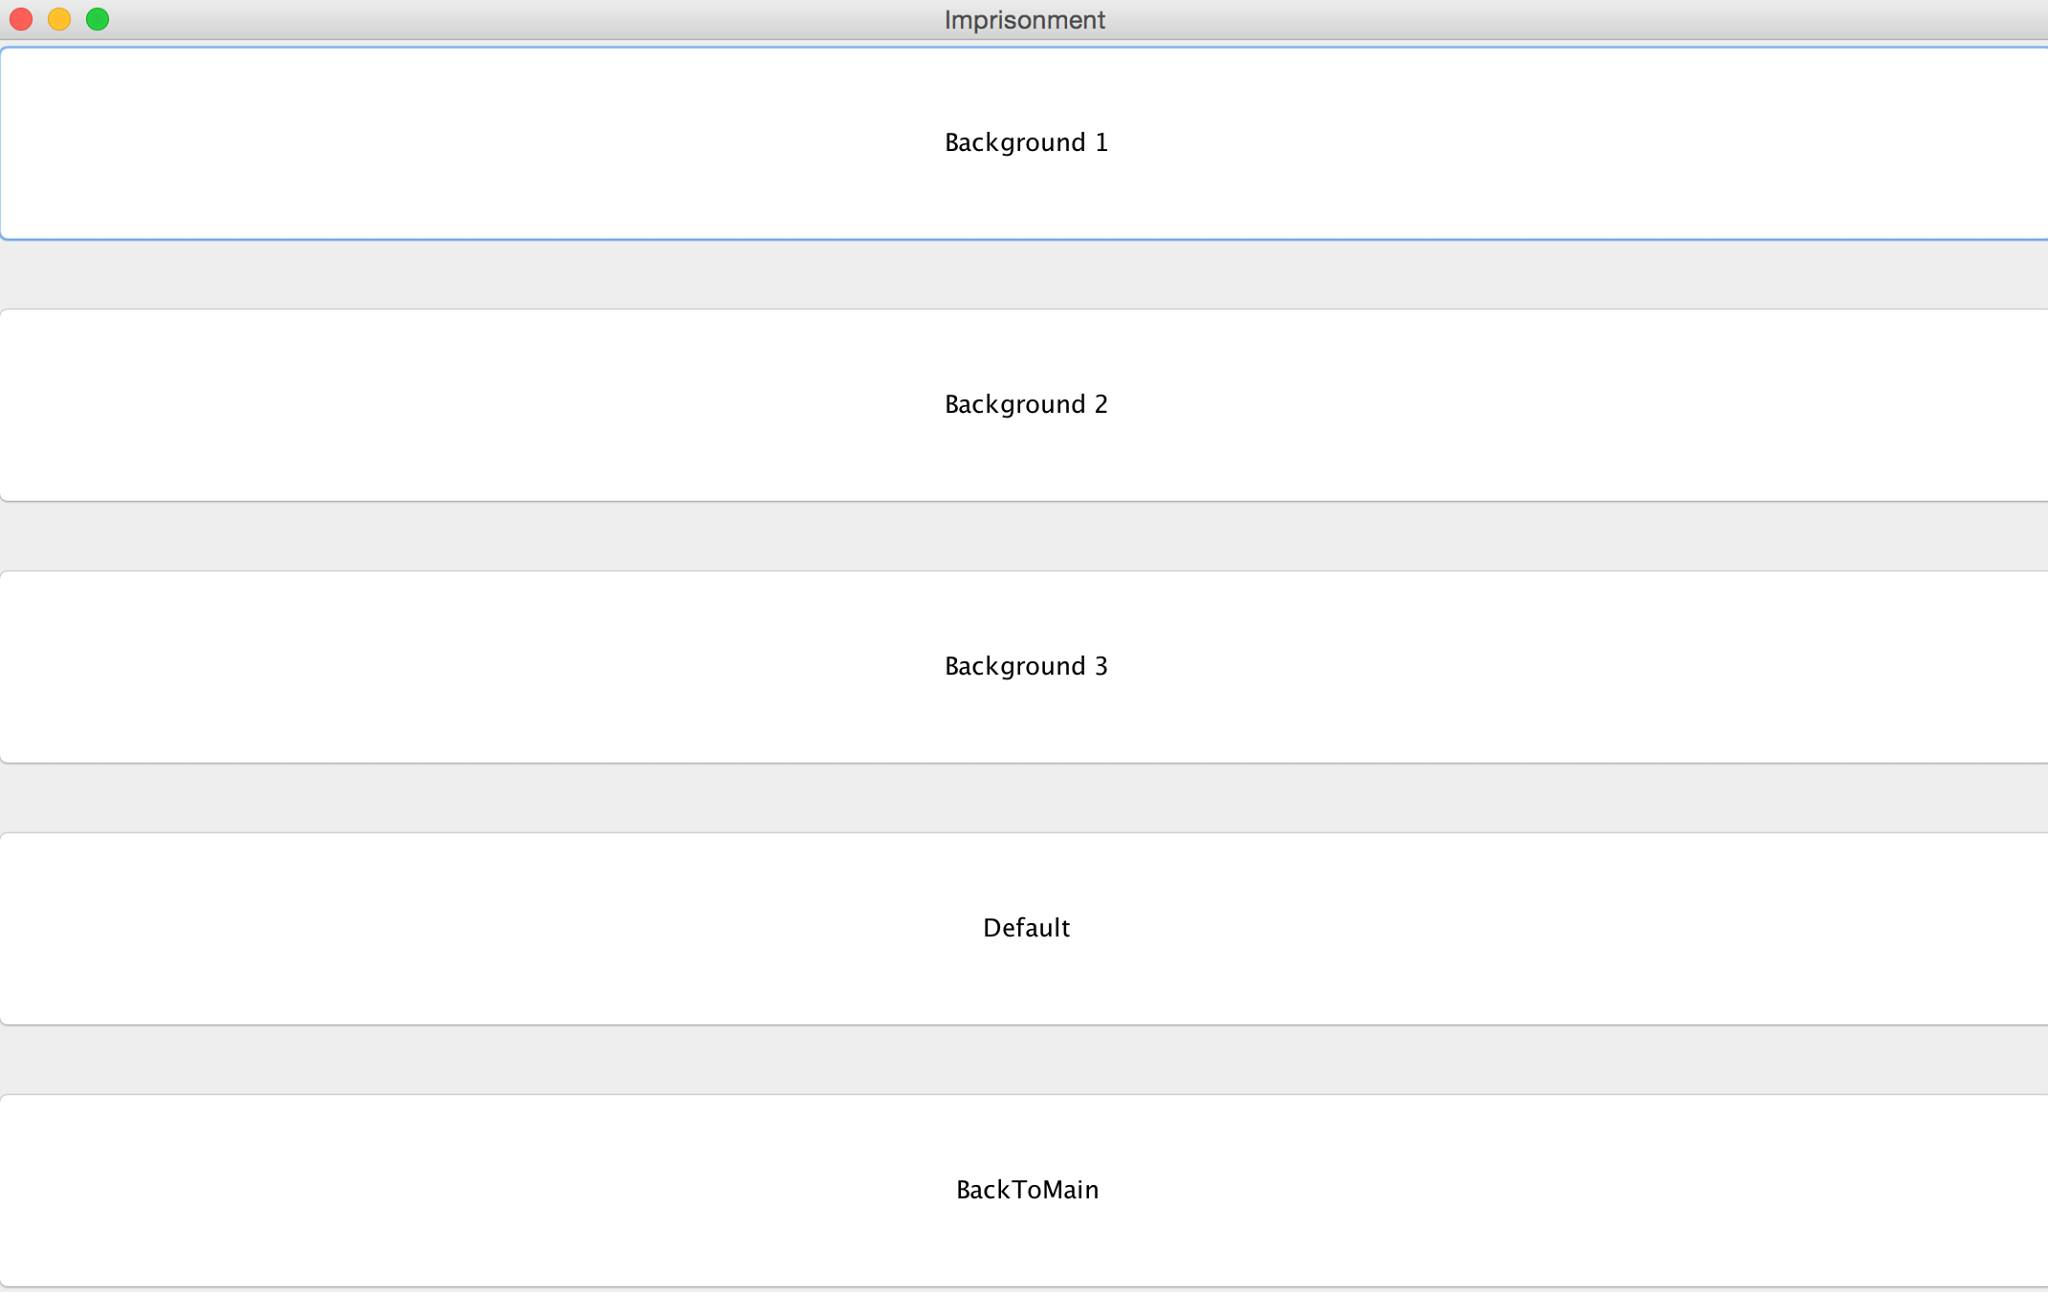 Imprisonment
Background 1
Background 2
Background 3
Default
BackToMain